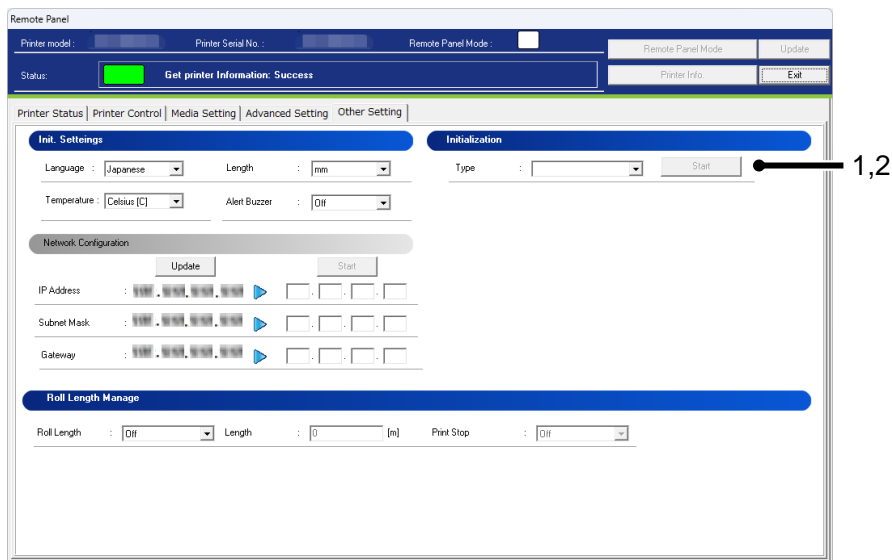 Remote Panel
Printer model : Printer Serial No. : Remote Panel Mode :
Remote Panel Mode Update
Status: Get printer Information: Success
Printer Info. Exit
Printer Status Printer Control Media Setting Advanced Setting Other Setting
Init. Setteings Initialization
Language : Japanese Length : mm Type : Start 1,2
Temperature : Celsius [C] Alert Buzzer : Off
Network Configuration
Update Start
IP Address : . . . . . .
Subnet Mask : . . . . . .
Gateway : . . . . . .
Roll Length Manage
Roll Length : Off Length : 0 [m] Print Stop : Off